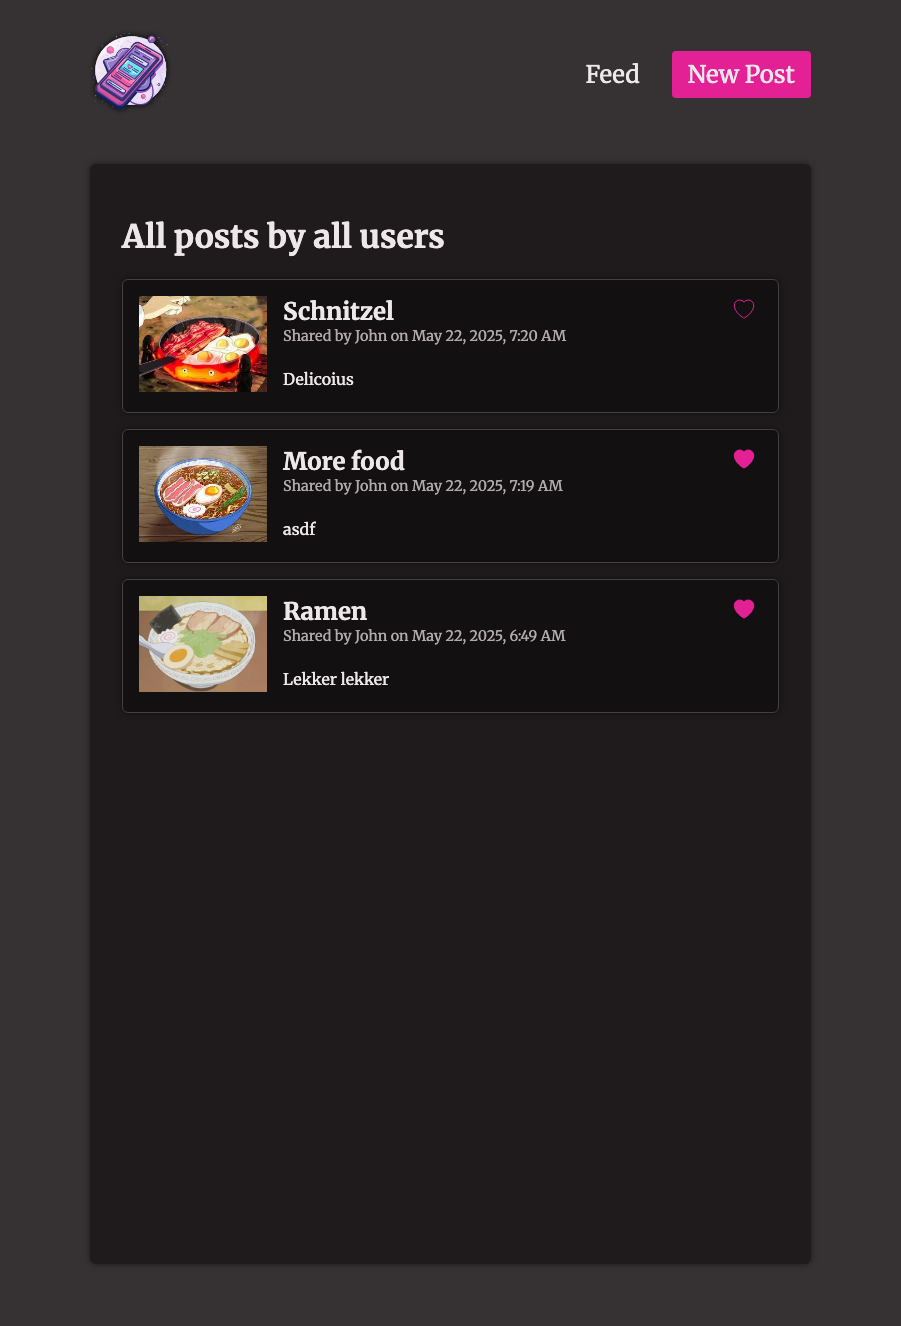 Feed
New Post
All posts by all users
Schnitzel
Shared by John on May 22, 2025, 7:20 AM
Delicoius
More food
Shared by John on May 22, 2025, 7:19 AM
asdf
Ramen
Shared by John on May 22, 2025, 6:49 AM
Lekker lekker